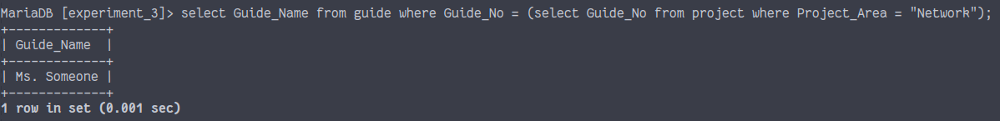 MariaDB [experiment_3]> select Guide_Name from guide where Guide_No = (select Guide_No from project where Project_Area = "Network");
+-------------+
| Guide_Name  |
+-------------+
| Ms. Someone |
+-------------+
1 row in set (0.001 sec)